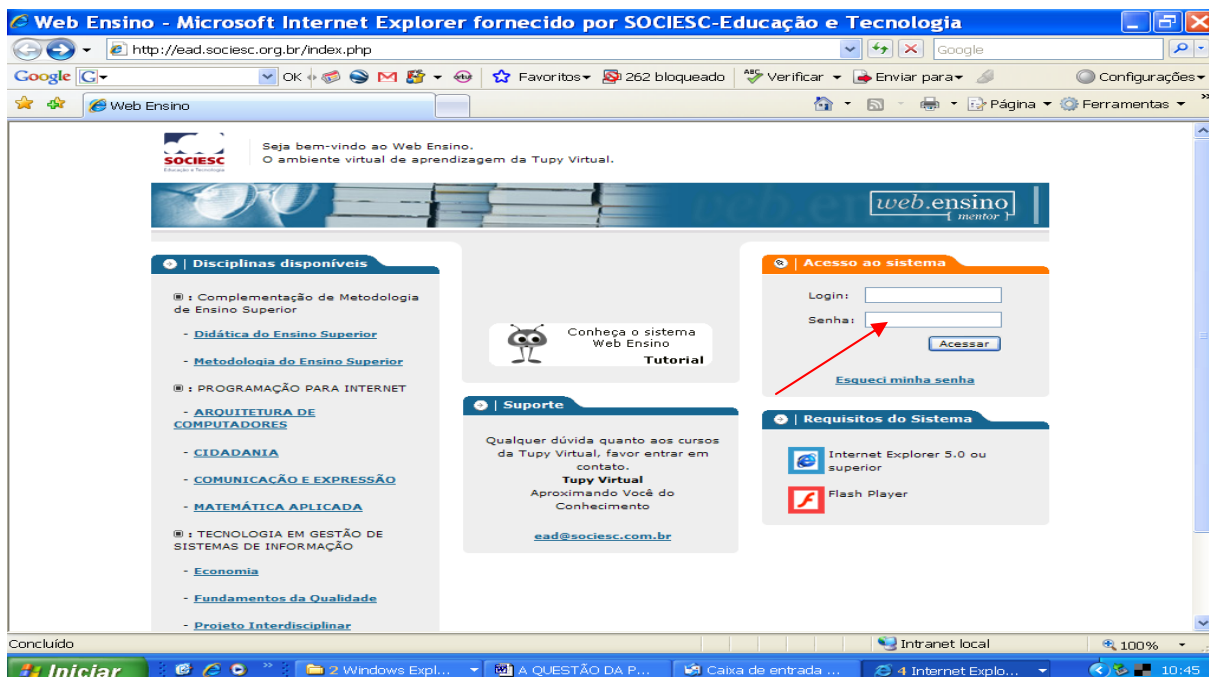 Web Ensino - Microsoft Internet Explorer fornecido por SOCIESC-Educação e Tecnologia
http://ead.sociesc.org.br/index.php
Google
Google
G
OK
Favoritos
262 bloqueado
ABC
Verificar
Enviar para
Configurações
Web Ensino
Página
Ferramentas
SOCIESC
Educação e Tecnologia
Seja bem-vindo ao Web Ensino.
O ambiente virtual de aprendizagem da Tupy Virtual.
web.ensino
[ mentor ]
| Disciplinas disponíveis
: Complementação de Metodologia
de Ensino Superior
- Didática do Ensino Superior
- Metodologia do Ensino Superior
: PROGRAMAÇÃO PARA INTERNET
- ARQUITETURA DE
COMPUTADORES
- CIDADANIA
- COMUNICAÇÃO E EXPRESSÃO
- MATEMÁTICA APLICADA
: TECNOLOGIA EM GESTÃO DE
SISTEMAS DE INFORMAÇÃO
- Economia
- Fundamentos da Qualidade
- Projeto Interdisciplinar
Conheça o sistema
Web Ensino
Tutorial
| Suporte
Qualquer dúvida quanto aos cursos
da Tupy Virtual, favor entrar em
contato.
Tupy Virtual
Aproximando Você do
Conhecimento
ead@sociesc.com.br
| Acesso ao sistema
Login:
Senha:
Acessar
Esqueci minha senha
| Requisitos do Sistema
Internet Explorer 5.0 ou
superior
Flash Player
Concluído
Intranet local
100%
Iniciar
2 Windows Expl...
A QUESTÃO DA P...
Caixa de entrada ...
4 Internet Explo...
10:45